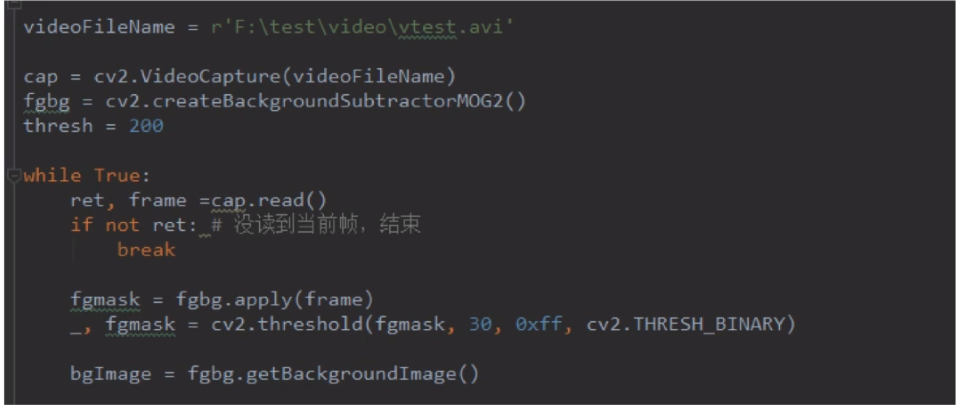 videoFileName = r'F:\test\video\vtest.avi'
cap = cv2.VideoCapture(videoFileName)
fgbg = cv2.createBackgroundSubtractorMOG2()
thresh = 200
while True:
ret, frame =cap.read()
if not ret: # 没读到当前帧，结束
break
fgmask = fgbg.apply(frame)
_, fgmask = cv2.threshold(fgmask, 30, 0xff, cv2.THRESH_BINARY)
bgImage = fgbg.getBackgroundImage()